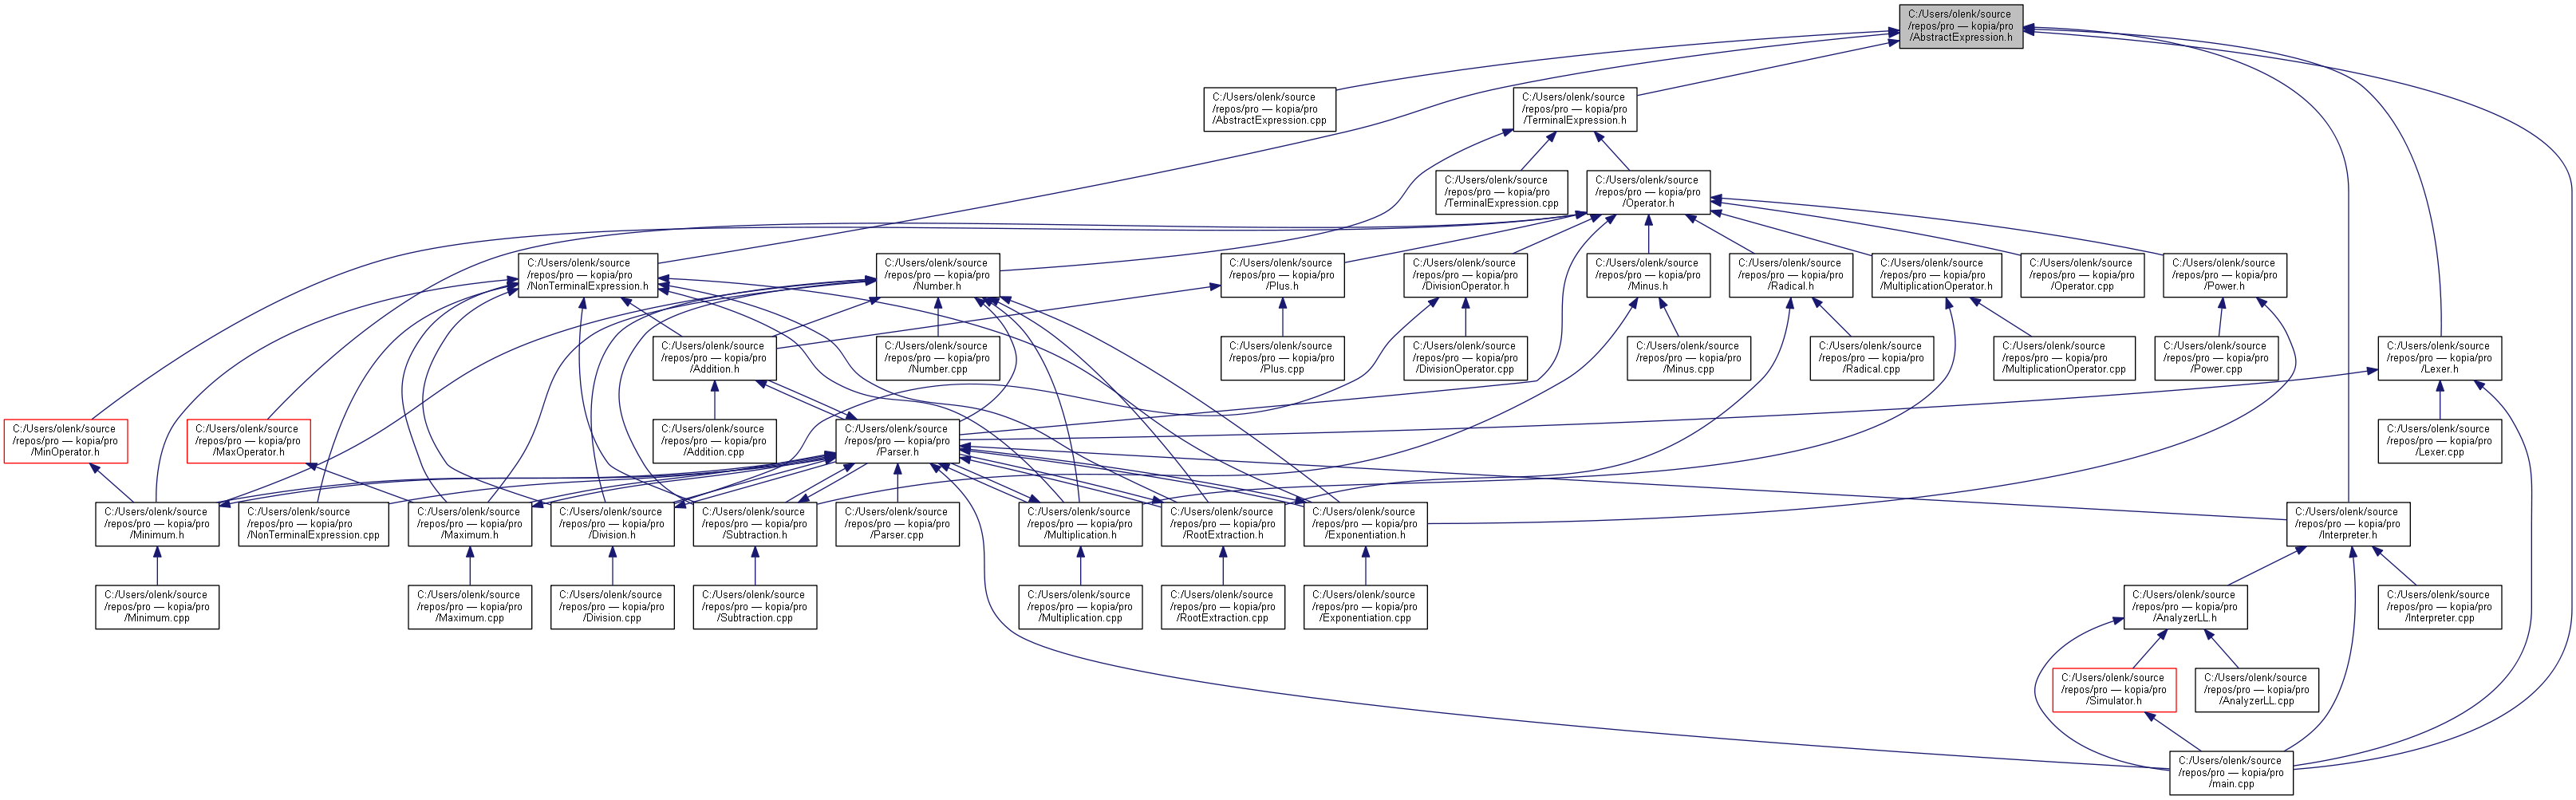 C:/Users/olenk/source
/repos/pro — kopia/pro
/AbstractExpression.h
C:/Users/olenk/source
/repos/pro — kopia/pro
/AbstractExpression.cpp
C:/Users/olenk/source
/repos/pro — kopia/pro
/TerminalExpression.h
C:/Users/olenk/source
/repos/pro — kopia/pro
/TerminalExpression.cpp
C:/Users/olenk/source
/repos/pro — kopia/pro
/Operator.h
C:/Users/olenk/source
/repos/pro — kopia/pro
/NonTerminalExpression.h
C:/Users/olenk/source
/repos/pro — kopia/pro
/Number.h
C:/Users/olenk/source
/repos/pro — kopia/pro
/Plus.h
C:/Users/olenk/source
/repos/pro — kopia/pro
/DivisionOperator.h
C:/Users/olenk/source
/repos/pro — kopia/pro
/Minus.h
C:/Users/olenk/source
/repos/pro — kopia/pro
/Radical.h
C:/Users/olenk/source
/repos/pro — kopia/pro
/MultiplicationOperator.h
C:/Users/olenk/source
/repos/pro — kopia/pro
/Operator.cpp
C:/Users/olenk/source
/repos/pro — kopia/pro
/Power.h
C:/Users/olenk/source
/repos/pro — kopia/pro
/Addition.h
C:/Users/olenk/source
/repos/pro — kopia/pro
/Number.cpp
C:/Users/olenk/source
/repos/pro — kopia/pro
/Plus.cpp
C:/Users/olenk/source
/repos/pro — kopia/pro
/DivisionOperator.cpp
C:/Users/olenk/source
/repos/pro — kopia/pro
/Minus.cpp
C:/Users/olenk/source
/repos/pro — kopia/pro
/Radical.cpp
C:/Users/olenk/source
/repos/pro — kopia/pro
/MultiplicationOperator.cpp
C:/Users/olenk/source
/repos/pro — kopia/pro
/Power.cpp
C:/Users/olenk/source
/repos/pro — kopia/pro
/Lexer.h
C:/Users/olenk/source
/repos/pro — kopia/pro
/MinOperator.h
C:/Users/olenk/source
/repos/pro — kopia/pro
/MaxOperator.h
C:/Users/olenk/source
/repos/pro — kopia/pro
/Addition.cpp
C:/Users/olenk/source
/repos/pro — kopia/pro
/Parser.h
C:/Users/olenk/source
/repos/pro — kopia/pro
/Lexer.cpp
C:/Users/olenk/source
/repos/pro — kopia/pro
/Minimum.h
C:/Users/olenk/source
/repos/pro — kopia/pro
/NonTerminalExpression.cpp
C:/Users/olenk/source
/repos/pro — kopia/pro
/Maximum.h
C:/Users/olenk/source
/repos/pro — kopia/pro
/Division.h
C:/Users/olenk/source
/repos/pro — kopia/pro
/Subtraction.h
C:/Users/olenk/source
/repos/pro — kopia/pro
/Parser.cpp
C:/Users/olenk/source
/repos/pro — kopia/pro
/Multiplication.h
C:/Users/olenk/source
/repos/pro — kopia/pro
/RootExtraction.h
C:/Users/olenk/source
/repos/pro — kopia/pro
/Exponentiation.h
C:/Users/olenk/source
/repos/pro — kopia/pro
/Interpreter.h
C:/Users/olenk/source
/repos/pro — kopia/pro
/Minimum.cpp
C:/Users/olenk/source
/repos/pro — kopia/pro
/Maximum.cpp
C:/Users/olenk/source
/repos/pro — kopia/pro
/Division.cpp
C:/Users/olenk/source
/repos/pro — kopia/pro
/Subtraction.cpp
C:/Users/olenk/source
/repos/pro — kopia/pro
/Multiplication.cpp
C:/Users/olenk/source
/repos/pro — kopia/pro
/RootExtraction.cpp
C:/Users/olenk/source
/repos/pro — kopia/pro
/Exponentiation.cpp
C:/Users/olenk/source
/repos/pro — kopia/pro
/AnalyzerLL.h
C:/Users/olenk/source
/repos/pro — kopia/pro
/Interpreter.cpp
C:/Users/olenk/source
/repos/pro — kopia/pro
/Simulator.h
C:/Users/olenk/source
/repos/pro — kopia/pro
/AnalyzerLL.cpp
C:/Users/olenk/source
/repos/pro — kopia/pro
/main.cpp